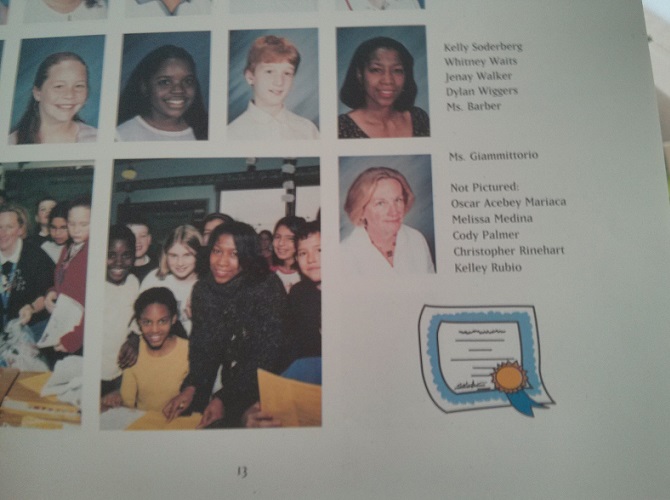 Kelly Soderberg
Whitney Waits
Jenay Walker
Dylan Wiggers
Ms. Barber
Ms. Giammittorio
Not Pictured:
Oscar Acebey Mariaca
Melissa Medina
Cody Palmer
Christopher Rinehart
Kelley Rubio
13